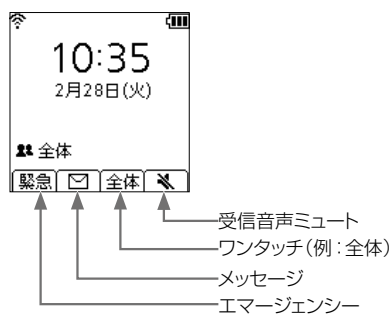 10:35
2月28日(火)
全体
緊急 全体
受信音声ミュート
ワンタッチ(例:全体)
メッセージ
エマージェンシー